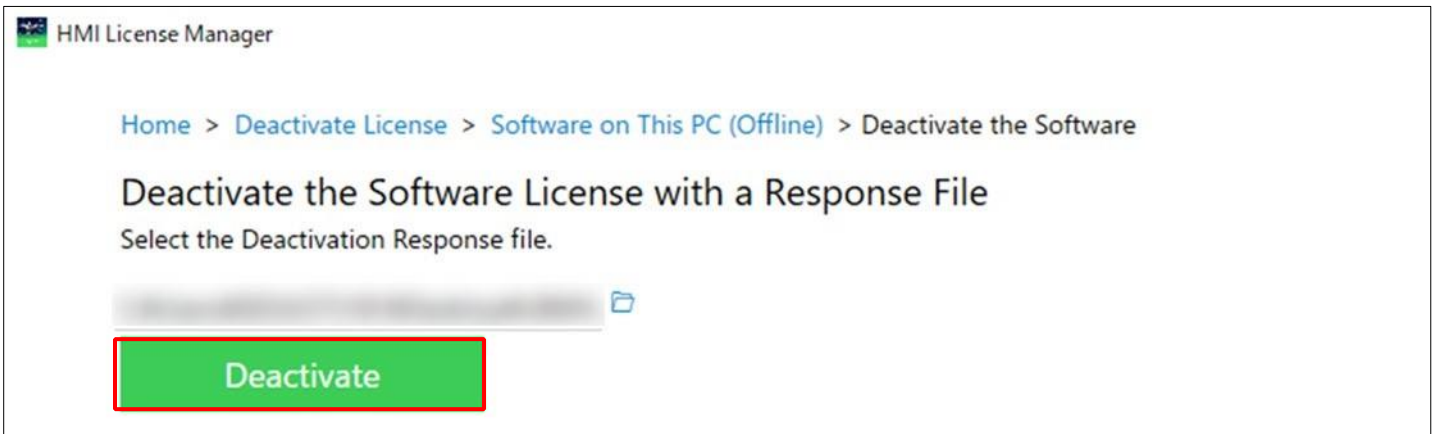 HMI License Manager
Home > Deactivate License > Software on This PC (Offline) > Deactivate the Software
Deactivate the Software License with a Response File
Select the Deactivation Response file.
Deactivate